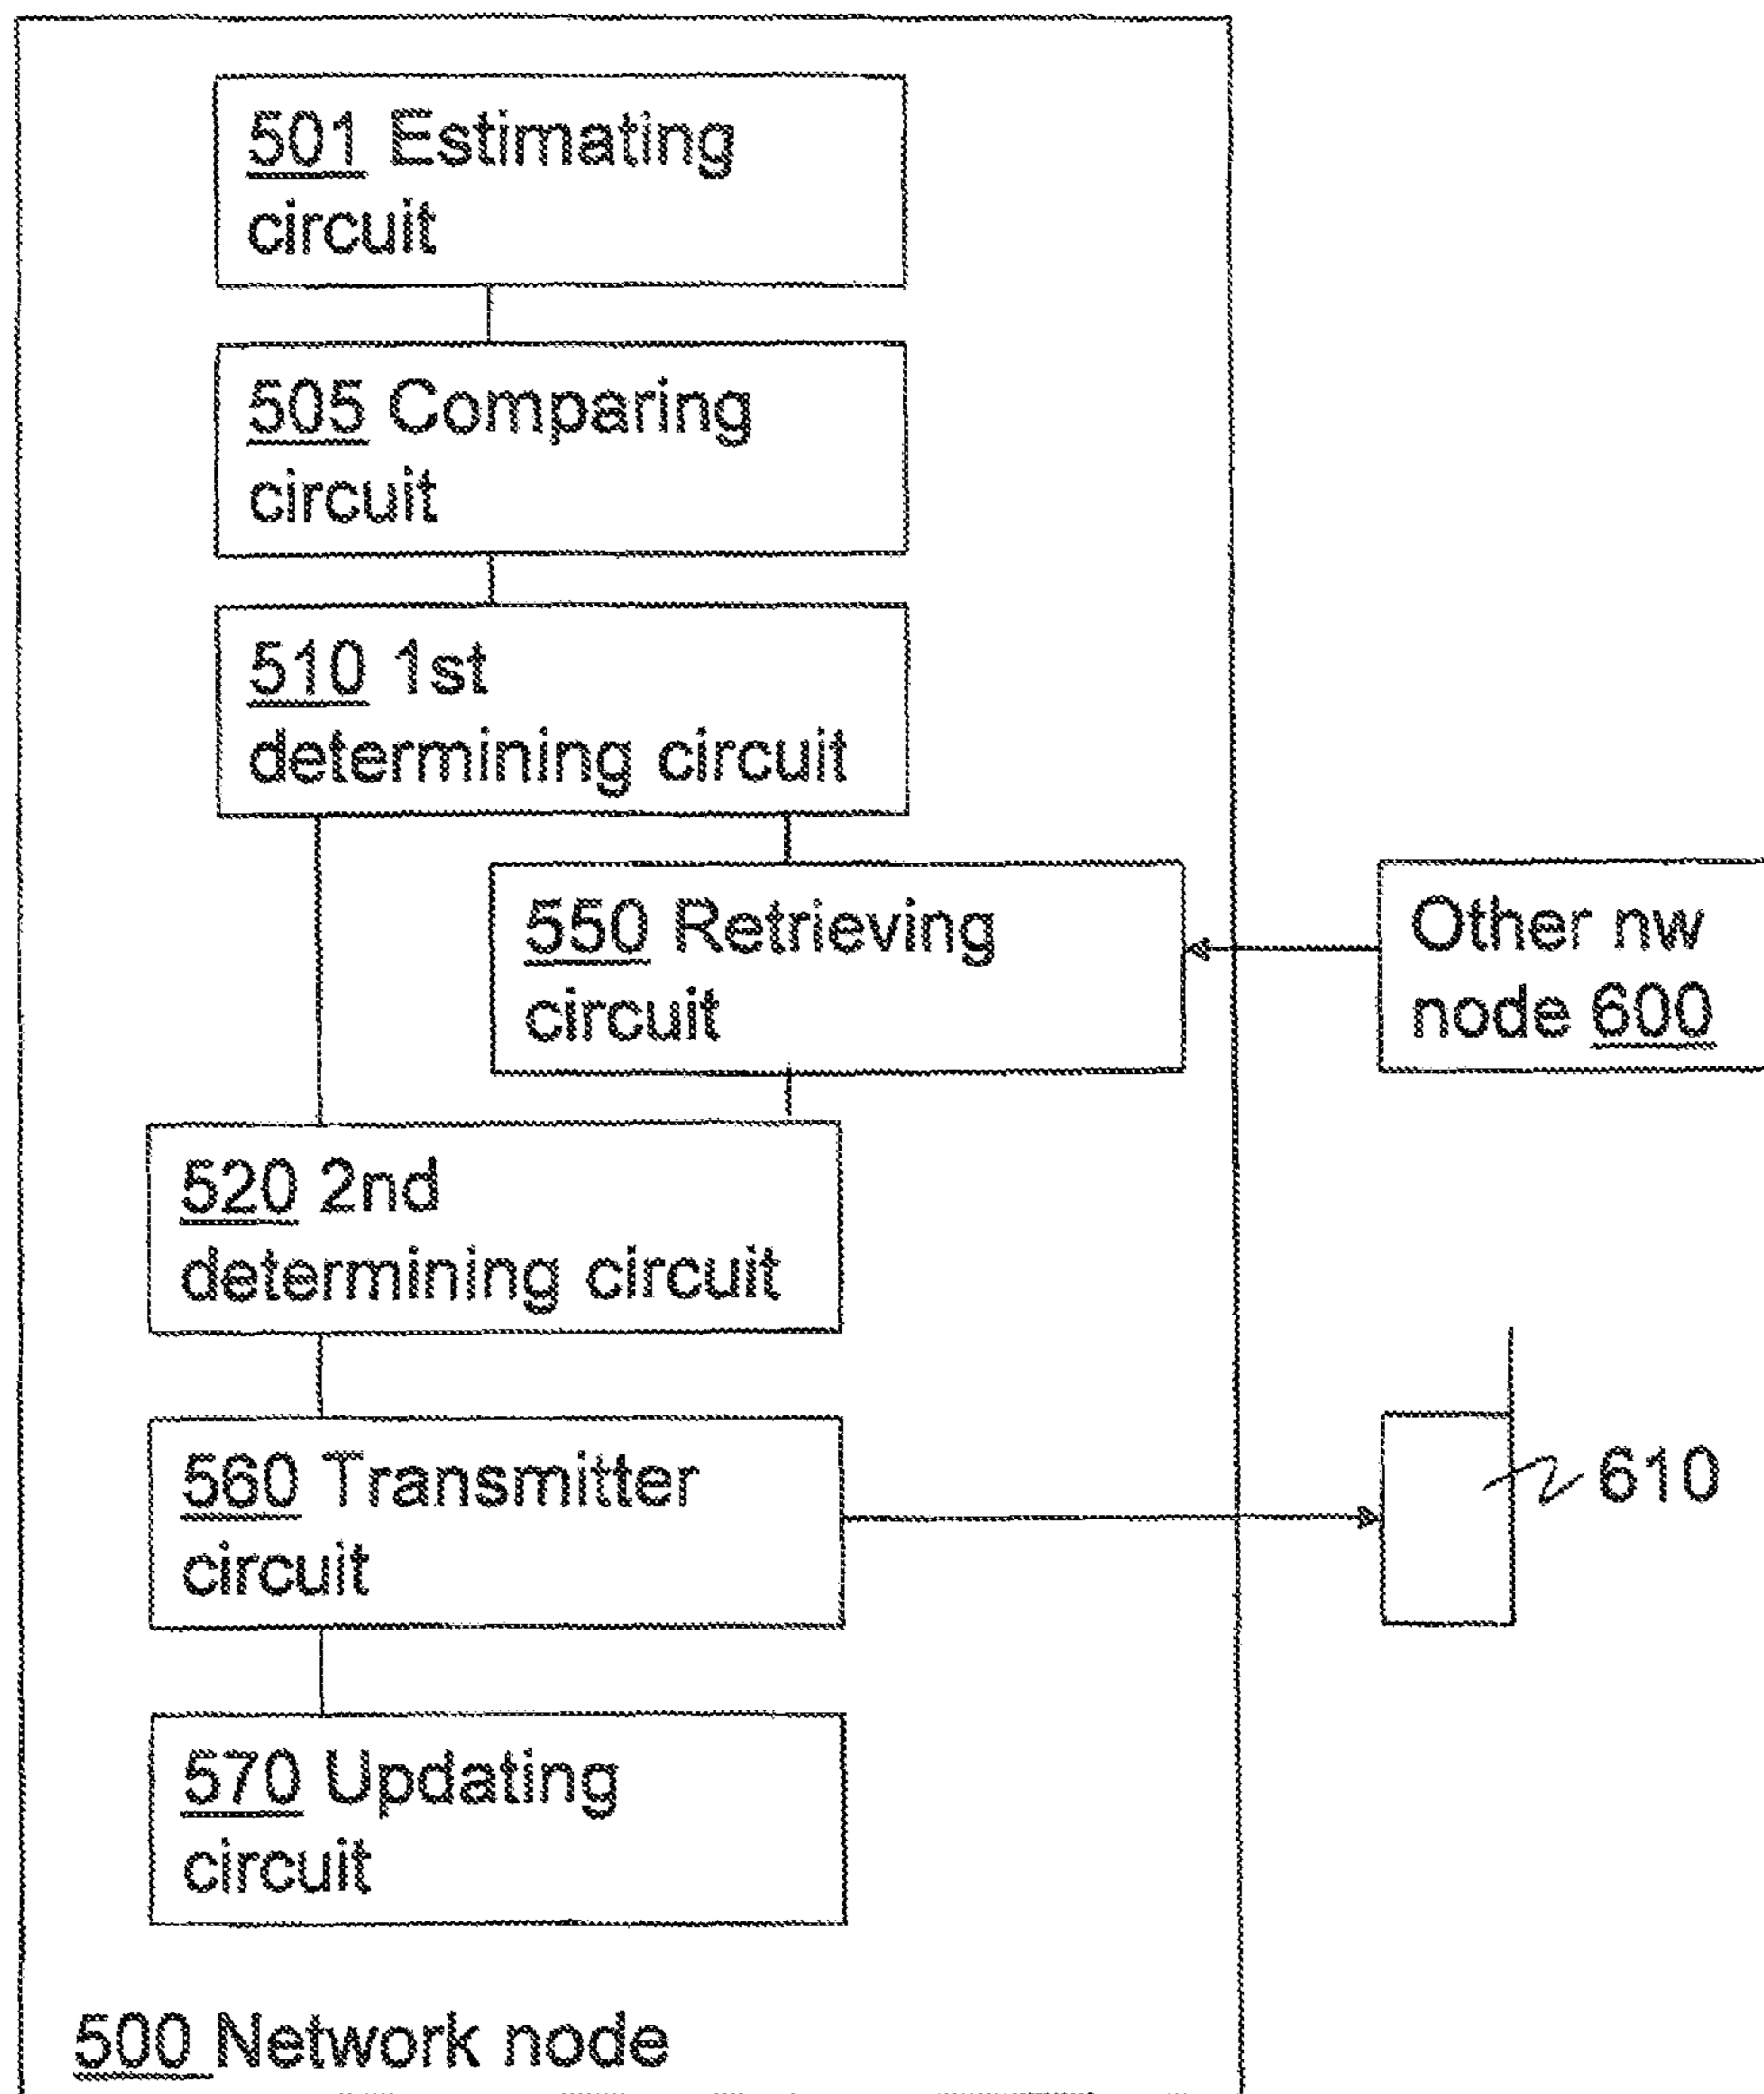 501 Estimating
circuit
505 Comparing
circuit
510 1st
determining circuit
550 Retrieving
circuit
Other nw
node 600
520 2nd
determining circuit
560 Transmitter
circuit
610
570 Updating
circuit
500 Network node